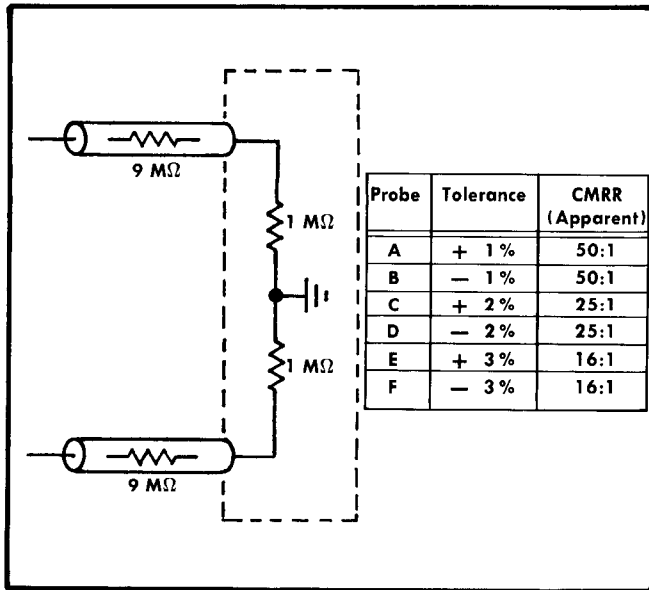 9 MΩ
1 MΩ
1 MΩ
9 MΩ
Probe Tolerance CMRR (Apparent)
A + 1% 50:1
B − 1% 50:1
C + 2% 25:1
D − 2% 25:1
E + 3% 16:1
F − 3% 16:1